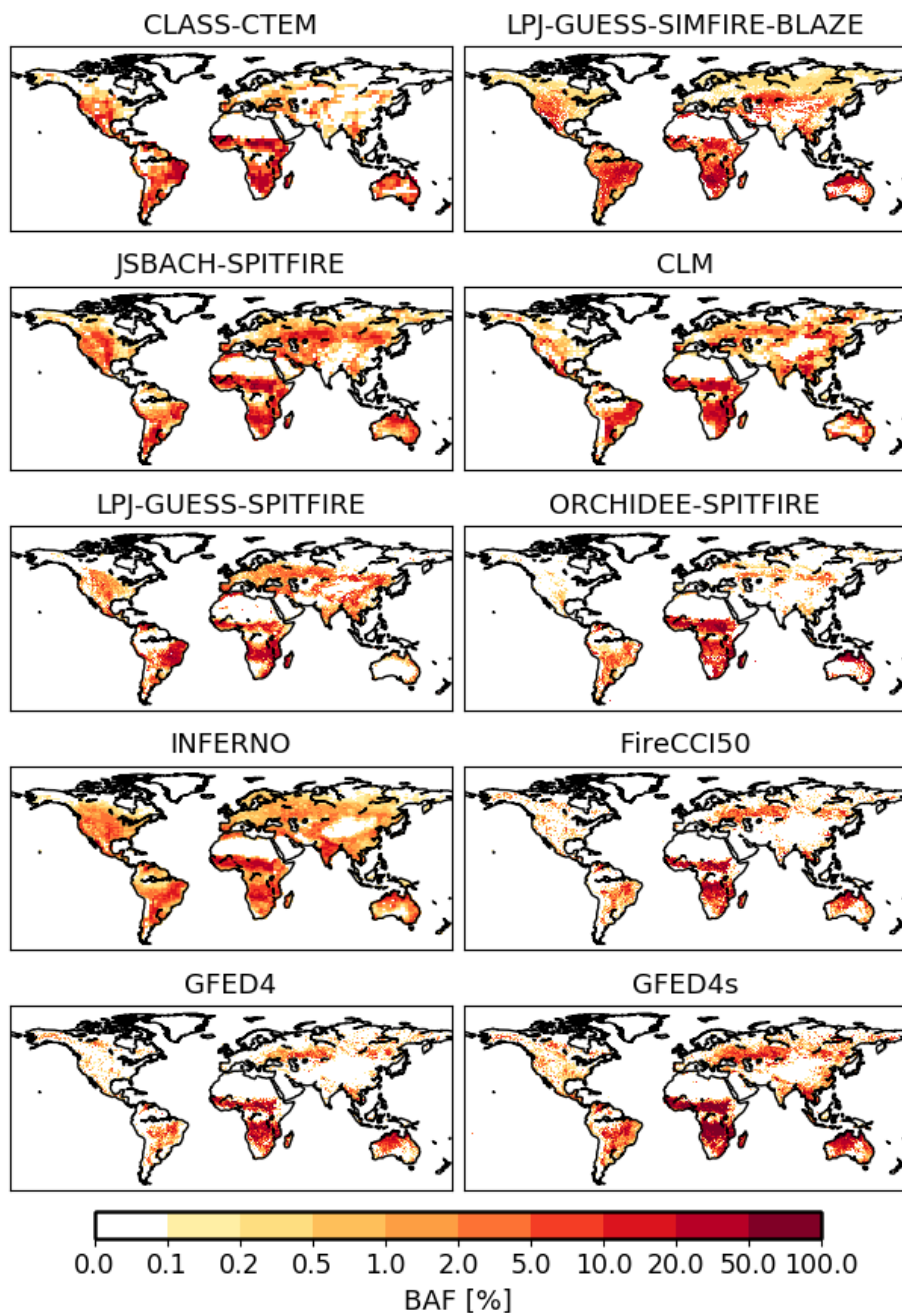 CLASS-CTEM LPJ-GUESS-SIMFIRE-BLAZE
JSBACH-SPITFIRE CLM
LPJ-GUESS-SPITFIRE ORCHIDEE-SPITFIRE
INFERNO FireCCI50
GFED4 GFED4s
0.0 0.1 0.2 0.5 1.0 2.0 5.0 10.0 20.0 50.0 100.0
BAF [%]